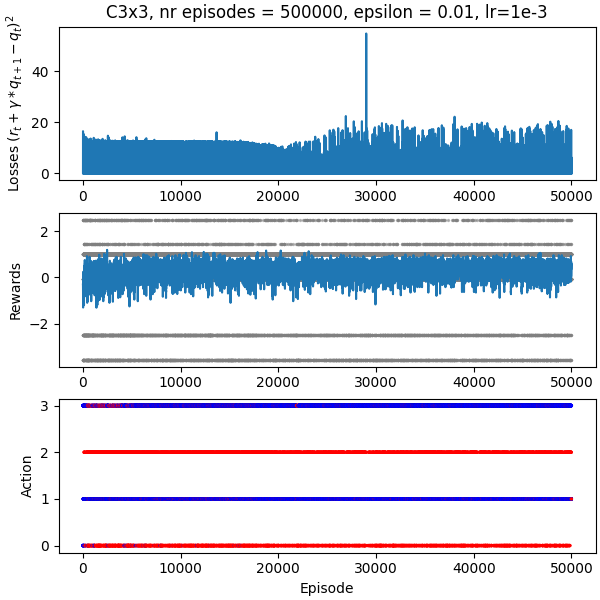 C3x3, nr episodes = 500000, epsilon = 0.01, lr=1e-3
Losses $(r_t + \gamma * q_{t+1} - q_t)^2$
40
20
0
0 10000 20000 30000 40000 50000
Rewards
2
0
−2
0 10000 20000 30000 40000 50000
Action
3
2
1
0
0 10000 20000 30000 40000 50000
Episode